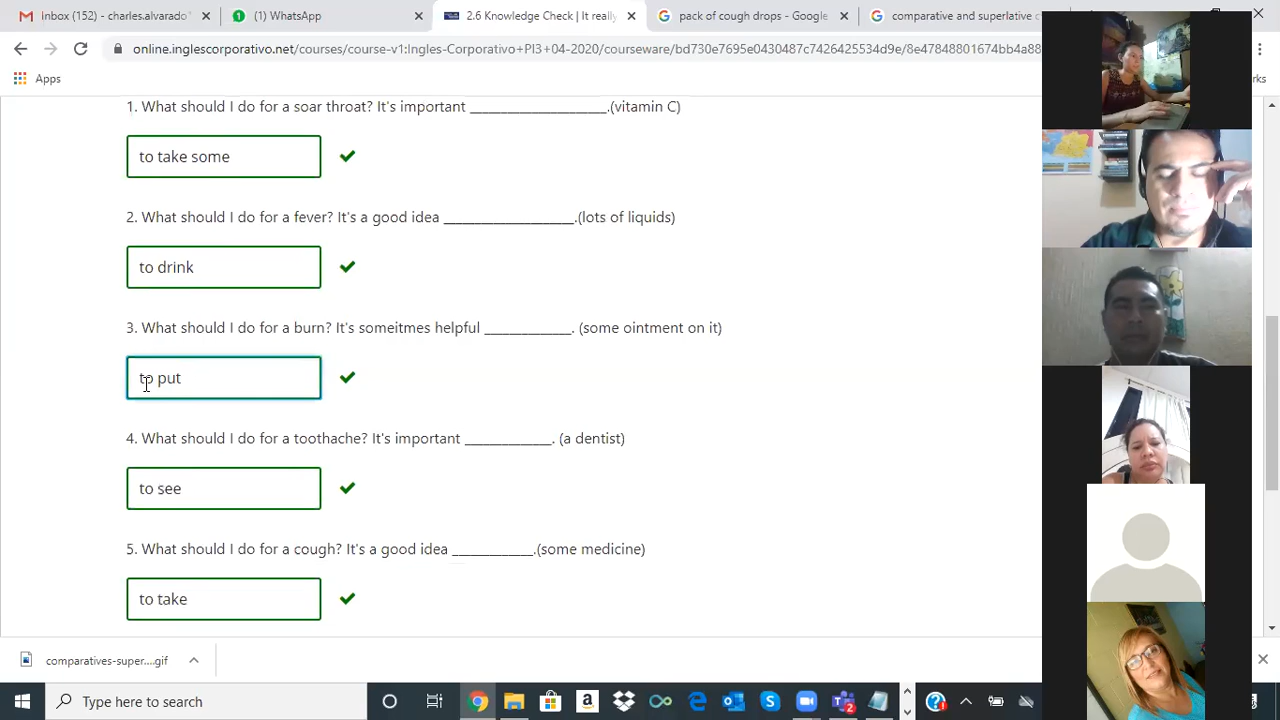 Inbox (152) - charles.alvarado
(1) WhatsApp
2.6 Knowledge Check | It really
pack of cough drops - Google
comparative and superlative
online.inglescorporativo.net/courses/course-v1:Ingles-Corporativo+PI3+04-2020/courseware/bd730e7695e0430487c7426425534d9e/8e47848801674bb4a88
Apps
1. What should I do for a soar throat? It's important ____________________.(vitamin C)
to take some
2. What should I do for a fever? It's a good idea ___________________.(lots of liquids)
to drink
3. What should I do for a burn? It's someitmes helpful _____________. (some ointment on it)
to put
4. What should I do for a toothache? It's important _____________. (a dentist)
to see
5. What should I do for a cough? It's a good idea ____________.(some medicine)
to take
comparatives-super....gif
Type here to search